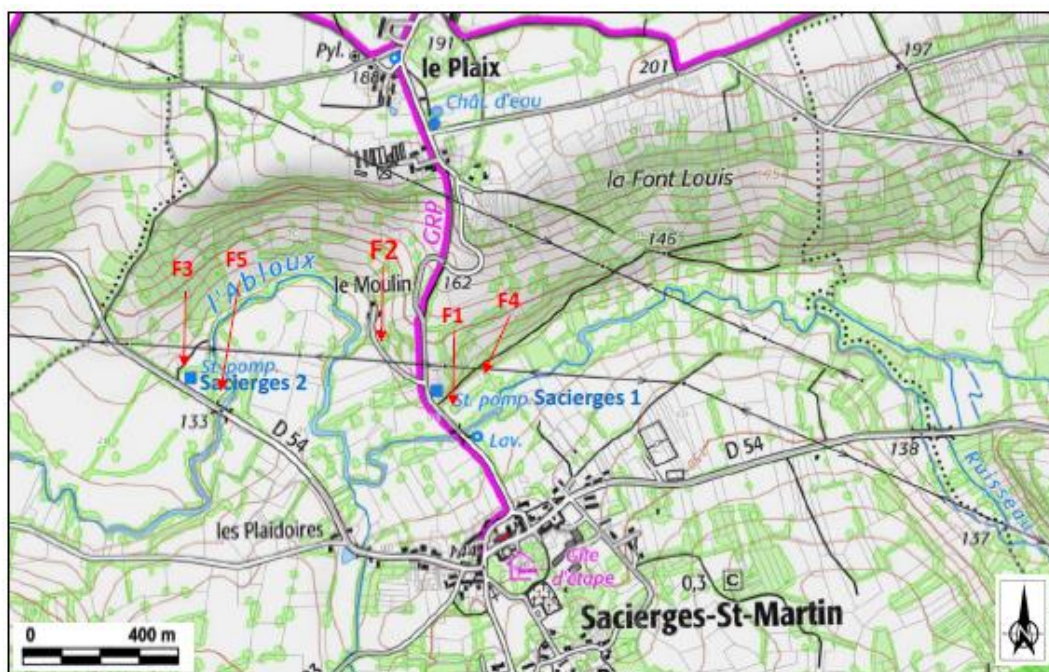 Pyl.
191
188
le Plaix
197
201
Chât. d'eau
la Font Louis
195
GRP
146
F3
F5
l'Abloux
F2
le Moulin
162
F1
F4
St. pomp.
Sacierges 2
St. pomp.
Sacierges 1
133
D 54
Lav.
D 54
138
Ruisseau
137
les Plaidoires
144
Gîte
d'étape
0,3 C
Sacierges-St-Martin
0 400 m
N